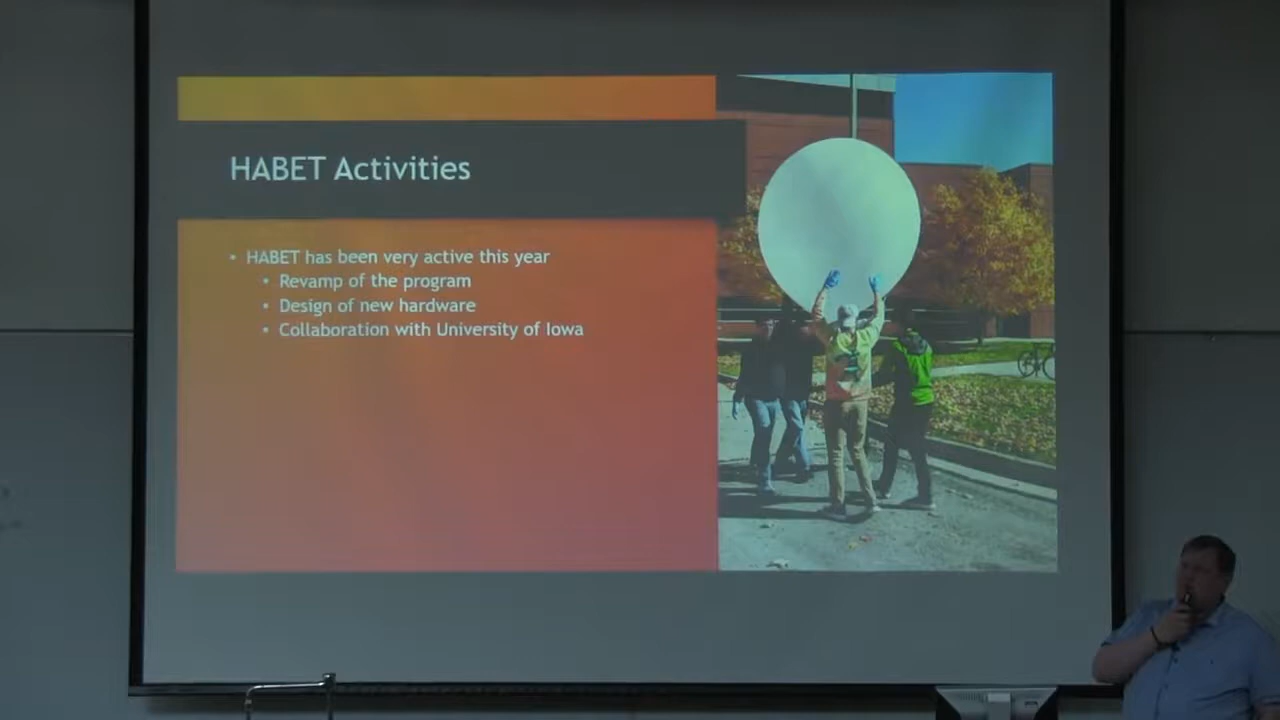 HABET Activities
• HABET has been very active this year
• Revamp of the program
• Design of new hardware
• Collaboration with University of Iowa